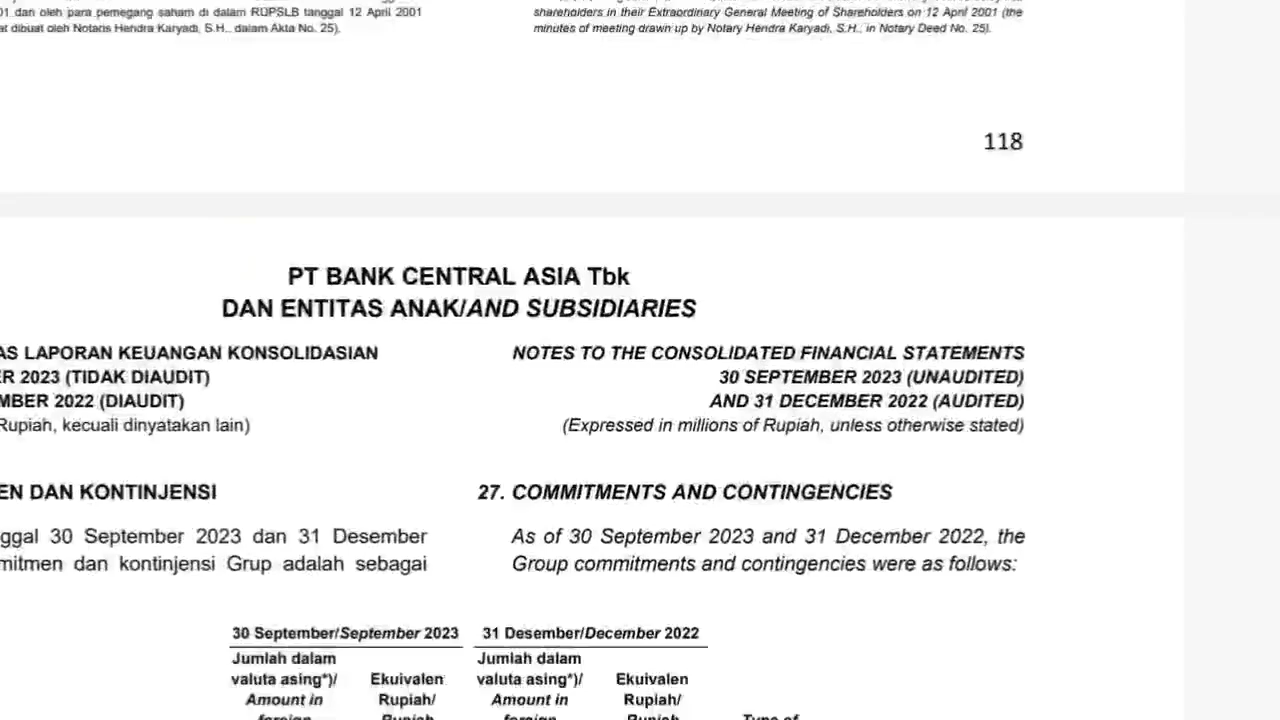 01 dan oleh para pemegang saham di dalam RUPSLB tanggal 12 April 2001
at dibuat oleh Notaris Hendra Karyadi, S.H., dalam Akta No. 25).
shareholders in their Extraordinary General Meeting of Shareholders on 12 April 2001 (the
minutes of meeting drawn up by Notary Hendra Karyadi, S.H., in Notary Deed No. 25).
118
PT BANK CENTRAL ASIA Tbk
DAN ENTITAS ANAK/AND SUBSIDIARIES
AS LAPORAN KEUANGAN KONSOLIDASIAN
ER 2023 (TIDAK DIAUDIT)
MBER 2022 (DIAUDIT)
Rupiah, kecuali dinyatakan lain)
NOTES TO THE CONSOLIDATED FINANCIAL STATEMENTS
30 SEPTEMBER 2023 (UNAUDITED)
AND 31 DECEMBER 2022 (AUDITED)
(Expressed in millions of Rupiah, unless otherwise stated)
EN DAN KONTINJENSI
27. COMMITMENTS AND CONTINGENCIES
ggal 30 September 2023 dan 31 Desember
mitmen dan kontinjensi Grup adalah sebagai
As of 30 September 2023 and 31 December 2022, the
Group commitments and contingencies were as follows:
30 September/September 2023 31 Desember/December 2022
Jumlah dalam Jumlah dalam
valuta asing*)/ Ekuivalen valuta asing*)/ Ekuivalen
Amount in Rupiah/ Amount in Rupiah/
foreign Rupiah foreign Rupiah Type of